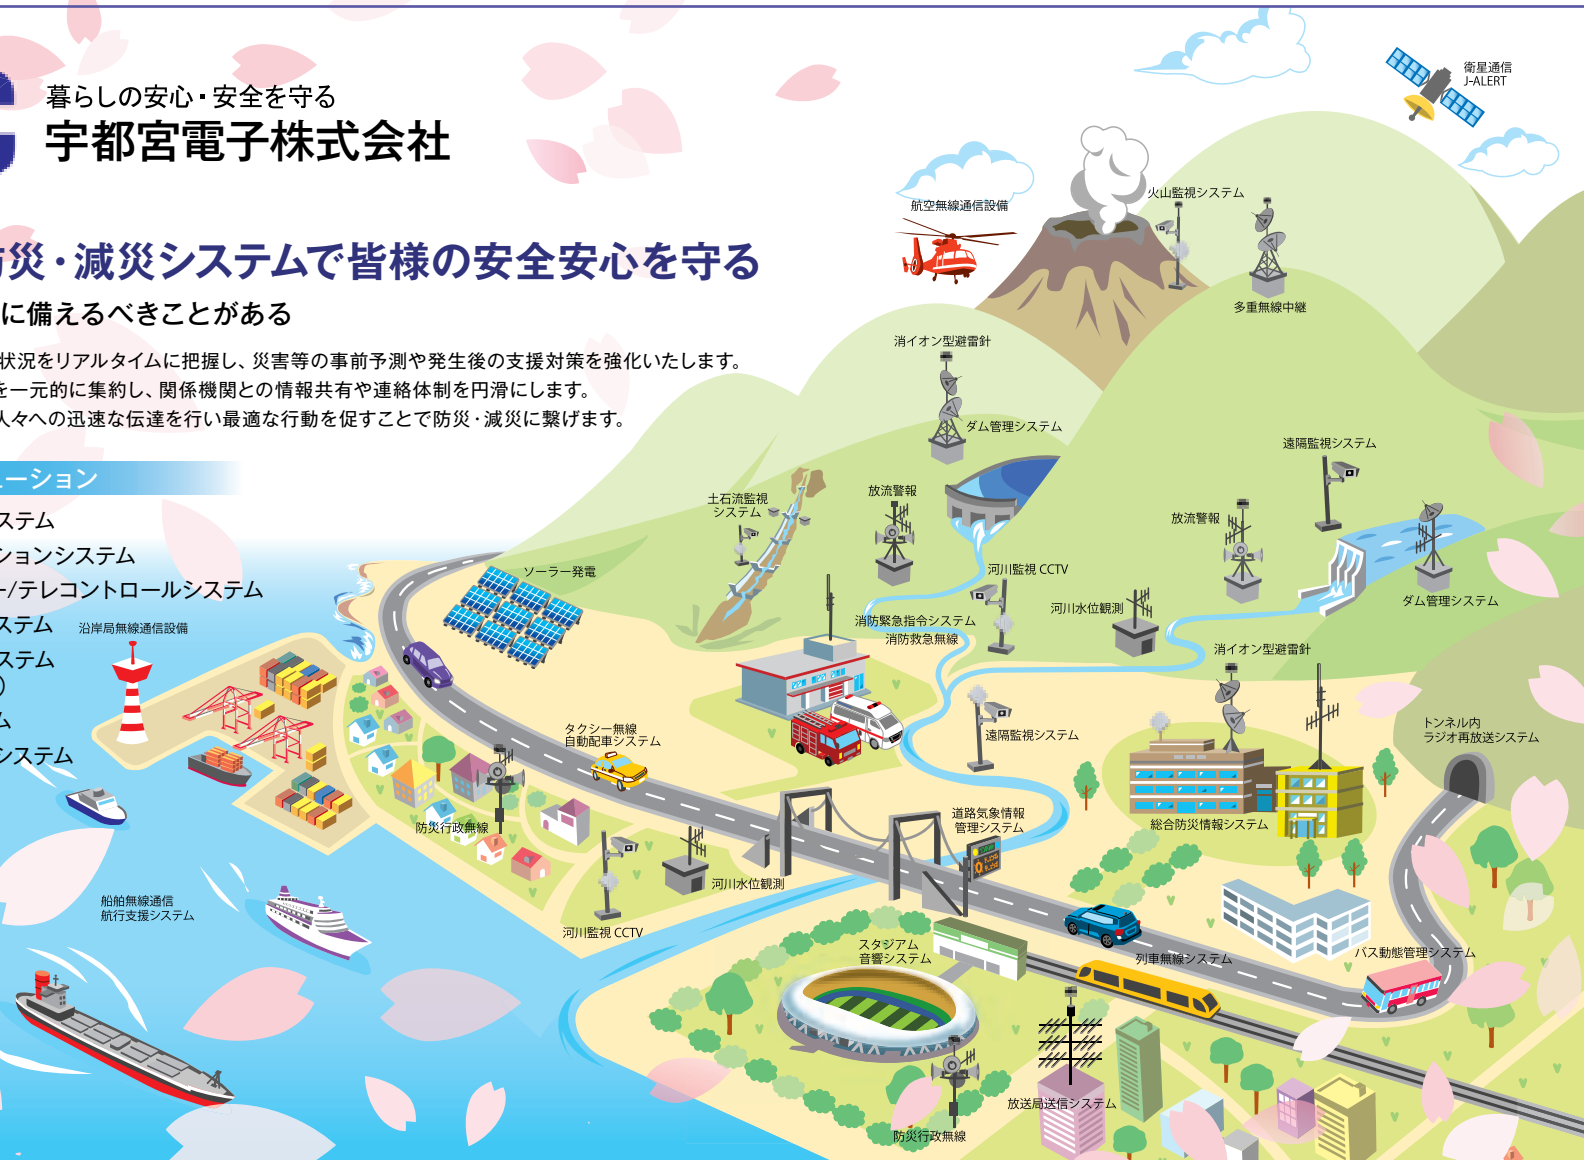 暮らしの安心・安全を守る
宇都宮電子株式会社
災・減災システムで皆様の安全安心を守る
に備えるべきことがある
状況をリアルタイムに把握し、災害等の事前予測や発生後の支援対策を強化いたします。
を一元的に集約し、関係機関との情報共有や連絡体制を円滑にします。
人々への迅速な伝達を行い最適な行動を促すことで防災・減災に繋げます。
ューション
ステム
ションシステム
ー/テレコントロールシステム
ステム
ステム
)
ム
システム
衛星通信
J-ALERT
航空無線通信設備
火山監視システム
多重無線中継
消イオン型避雷針
ダム管理システム
遠隔監視システム
土石流監視
システム
放流警報
放流警報
ソーラー発電
河川監視 CCTV
河川水位観測
ダム管理システム
消防緊急指令システム
消防救急無線
沿岸局無線通信設備
消イオン型避雷針
タクシー無線
自動配車システム
遠隔監視システム
トンネル内
ラジオ再放送システム
防災行政無線
道路気象情報
管理システム
総合防災情報システム
河川水位観測
船舶無線通信
航行支援システム
河川監視 CCTV
スタジアム
音響システム
列車無線システム
バス動態管理システム
放送局送信システム
防災行政無線